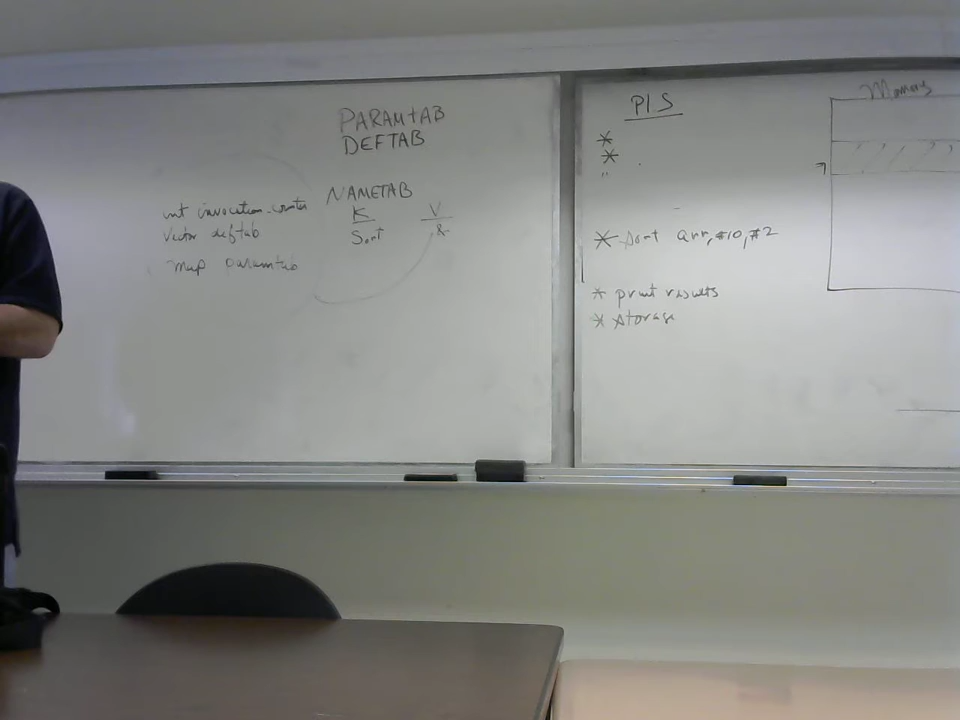 PARAMTAB
DEFTAB
NAMETAB
K V
Sort &
int invocation-counter
Vector deftab
map paramtab
PIS
*
*
"
* Sort arr, #10, #2
* print results
* storage
Memory